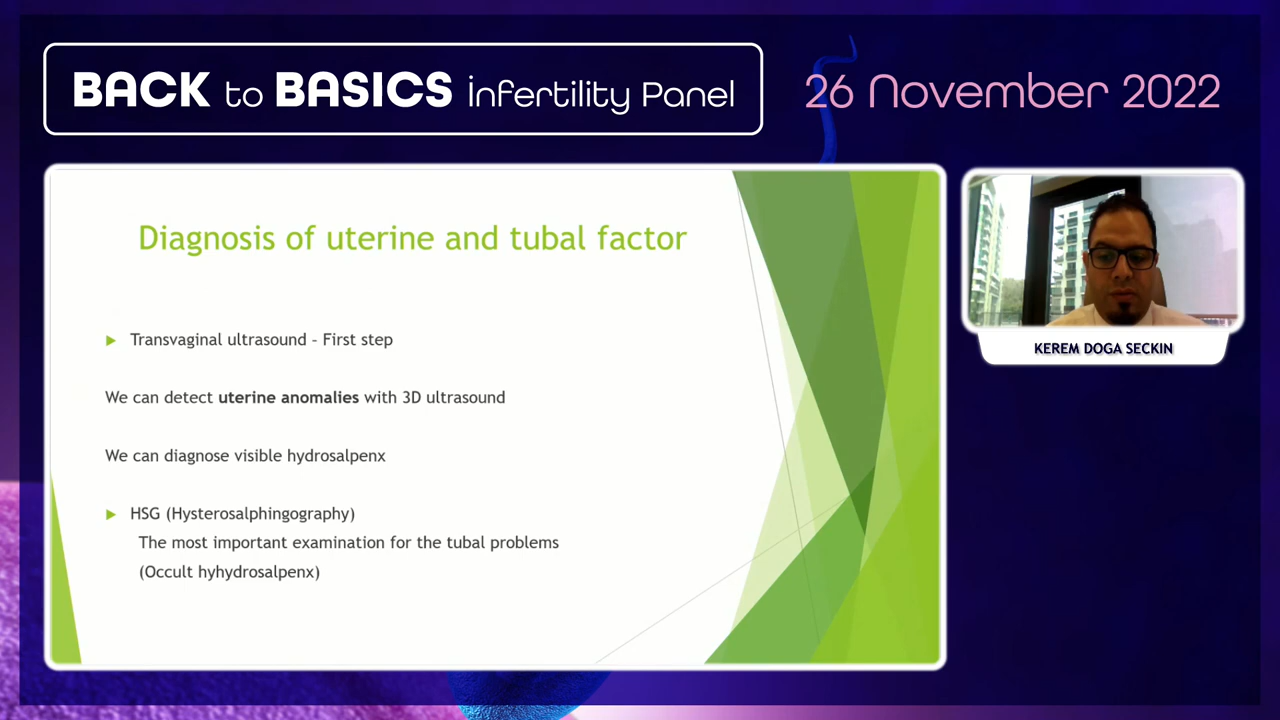 BACK to BASICS infertility Panel
26 November 2022
Diagnosis of uterine and tubal factor
Transvaginal ultrasound – First step
We can detect uterine anomalies with 3D ultrasound
We can diagnose visible hydrosalpenx
HSG (Hysterosalphingography)
The most important examination for the tubal problems
(Occult hyhydrosalpenx)
KEREM DOGA SECKIN